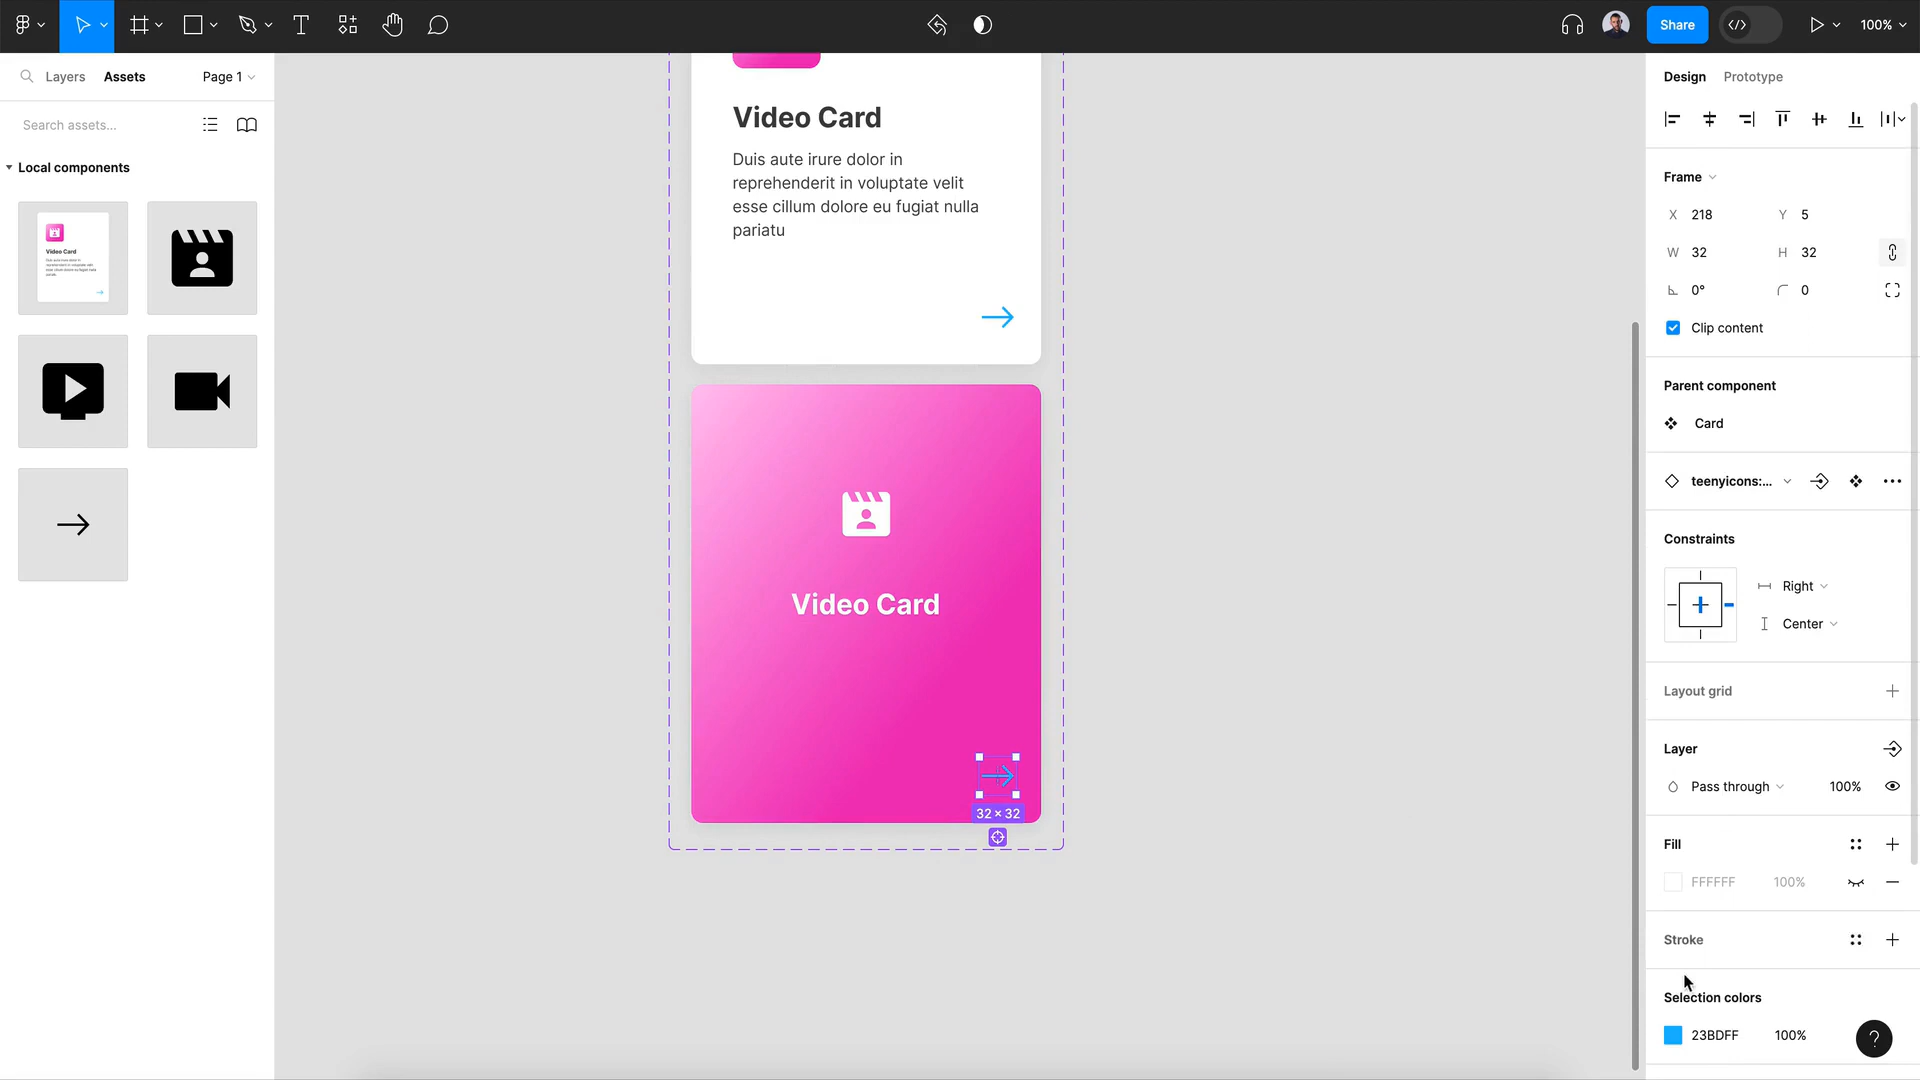 Share
100%
Layers
Assets
Page 1
Search assets...
Local components
Video Card
Video Card
Duis aute irure dolor in
reprehenderit in voluptate velit
esse cillum dolore eu fugiat nulla
pariatu
Video Card
32 × 32
Design
Prototype
Frame
X 218
Y 5
W 32
H 32
0°
0
Clip content
Parent component
Card
teenyicons:...
Constraints
Right
Center
Layout grid
Layer
Pass through
100%
Fill
FFFFFF
100%
Stroke
Selection colors
23BDFF
100%
?